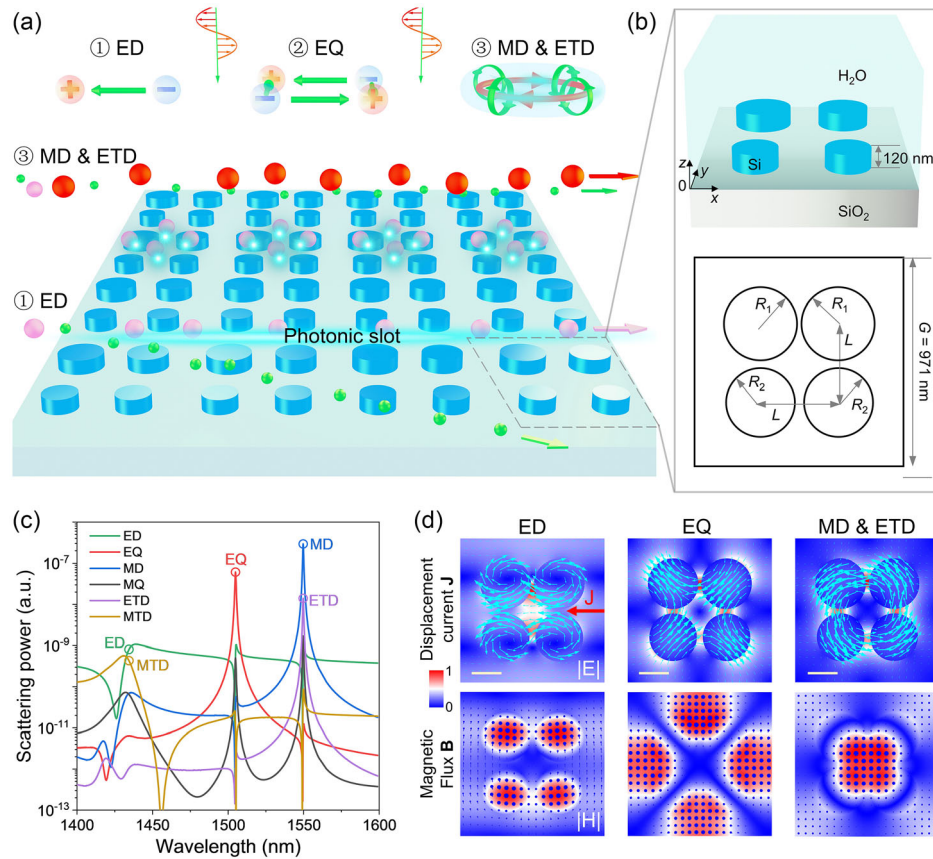 (a)
① ED
② EQ
③ MD & ETD
③ MD & ETD
① ED
Photonic slot
(b)
H₂O
Si
120 nm
z
y
0
x
SiO₂
R₁
R₁
L
R₂
L
R₂
G = 971 nm
(c)
ED
EQ
MD
MQ
ETD
MTD
EQ
MD
ETD
ED
MTD
Scattering power (a.u.)
10⁻⁷
10⁻⁹
10⁻¹¹
10⁻¹³
1400
1450
1500
1550
1600
Wavelength (nm)
(d)
ED
EQ
MD & ETD
Displacement
current J
J
|E|
1
0
Magnetic
Flux B
|H|